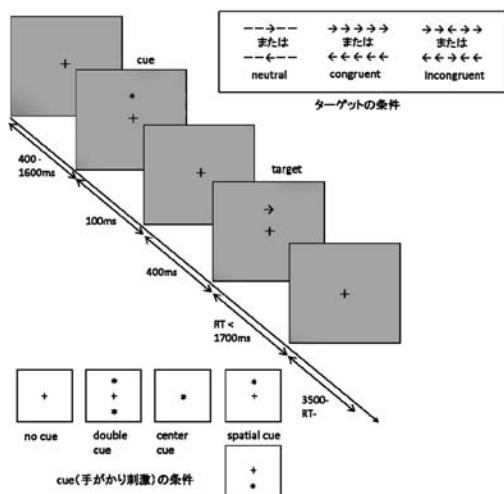 cue
target
400 -
1600ms
100ms
400ms
RT <
1700ms
3500-
RT-
--→-- →→→→→ →→←→→
または または または
--←-- ←←←←← ←←→←←
neutral congruent Incongruent
ターゲットの条件
no cue
double
cue
center
cue
spatial cue
cue(手がかり刺激)の条件